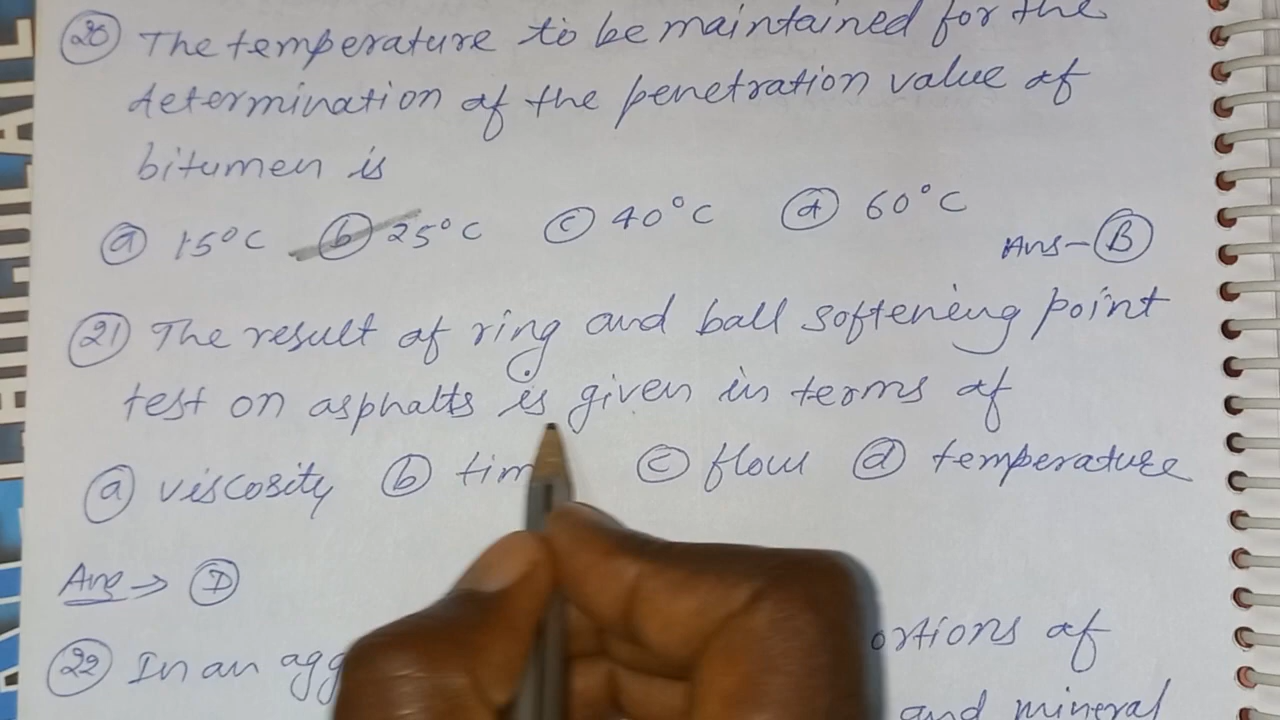 20 The temperature to be maintained for the
determination of the penetration value of
bitumen is
a 15°C b 25°C c 40°C d 60°C
Ans- B
21 The result of ring and ball softening point
test on asphalts is given in terms of
a viscosity b tim c flow d temperature
Ans → D
22 In an agg ortions of
and mineral